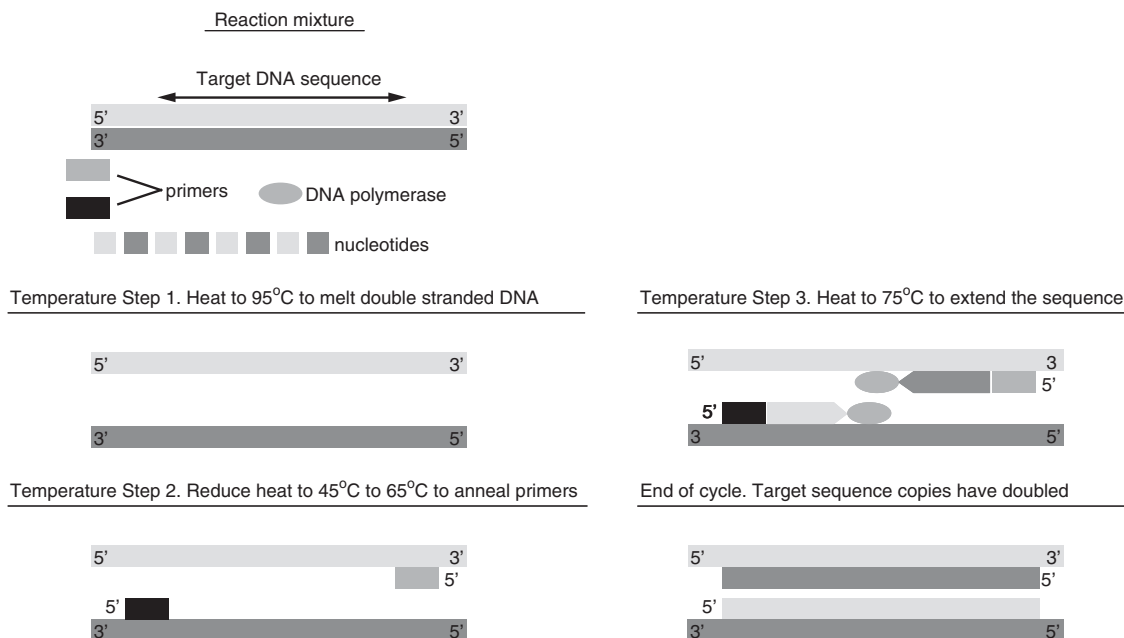 Reaction mixture
Target DNA sequence
5’ 3’
3’ 5’
primers DNA polymerase
nucleotides
Temperature Step 1. Heat to 95°C to melt double stranded DNA
5’ 3’
3’ 5’
Temperature Step 2. Reduce heat to 45°C to 65°C to anneal primers
5’ 3’
5’
5’
3’ 5’
Temperature Step 3. Heat to 75°C to extend the sequence
5’ 3
5’
5’
3 5’
End of cycle. Target sequence copies have doubled
5’ 3’
5’
5’
3’ 5’